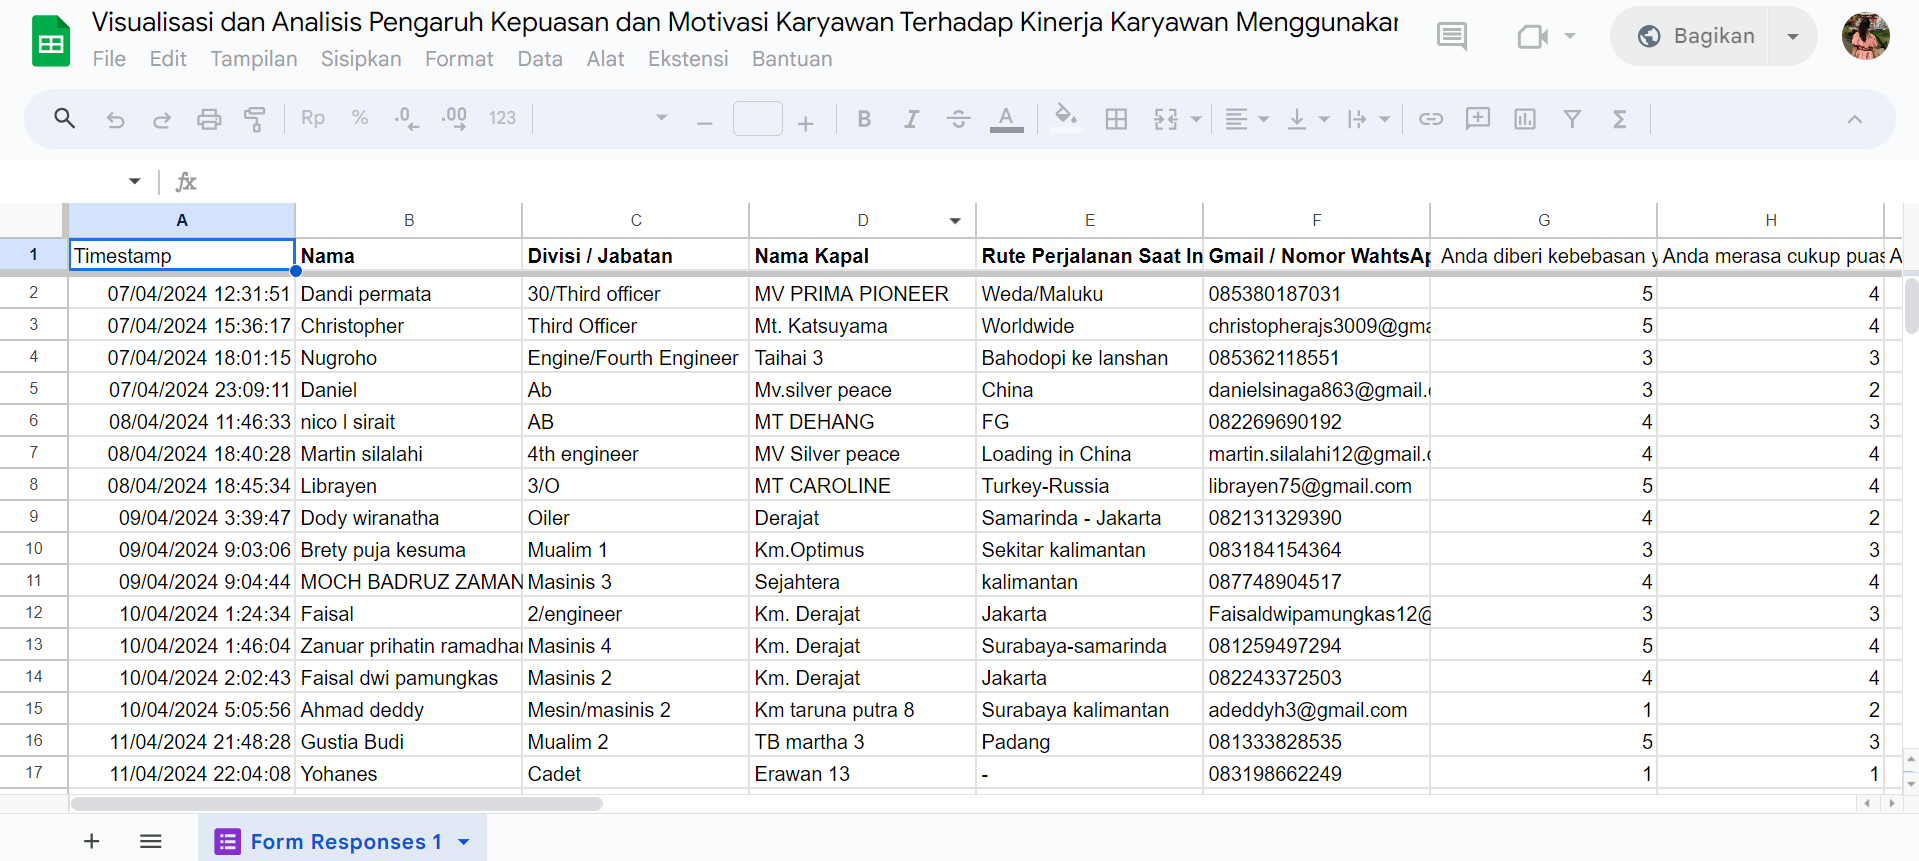 Visualisasi dan Analisis Pengaruh Kepuasan dan Motivasi Karyawan Terhadap Kinerja Karyawan Menggunakan
File Edit Tampilan Sisipkan Format Data Alat Ekstensi Bantuan
Bagikan
Rp % .0 .00 123 B I A Σ
fx
A B C D E F G H
1 Timestamp Nama Divisi / Jabatan Nama Kapal Rute Perjalanan Saat In Gmail / Nomor WahtsAp Anda diberi kebebasan y Anda merasa cukup puas A
2 07/04/2024 12:31:51 Dandi permata 30/Third officer MV PRIMA PIONEER Weda/Maluku 085380187031 5 4
3 07/04/2024 15:36:17 Christopher Third Officer Mt. Katsuyama Worldwide christopherajs3009@gma 5 4
4 07/04/2024 18:01:15 Nugroho Engine/Fourth Engineer Taihai 3 Bahodopi ke lanshan 085362118551 3 3
5 07/04/2024 23:09:11 Daniel Ab Mv.silver peace China danielsinaga863@gmail. 3 2
6 08/04/2024 11:46:33 nico l sirait AB MT DEHANG FG 082269690192 4 3
7 08/04/2024 18:40:28 Martin silalahi 4th engineer MV Silver peace Loading in China martin.silalahi12@gmail. 4 4
8 08/04/2024 18:45:34 Librayen 3/O MT CAROLINE Turkey-Russia librayen75@gmail.com 5 4
9 09/04/2024 3:39:47 Dody wiranatha Oiler Derajat Samarinda - Jakarta 082131329390 4 2
10 09/04/2024 9:03:06 Brety puja kesuma Mualim 1 Km.Optimus Sekitar kalimantan 083184154364 3 3
11 09/04/2024 9:04:44 MOCH BADRUZ ZAMAN Masinis 3 Sejahtera kalimantan 087748904517 4 4
12 10/04/2024 1:24:34 Faisal 2/engineer Km. Derajat Jakarta Faisaldwipamungkas12@ 3 3
13 10/04/2024 1:46:04 Zanuar prihatin ramadhan Masinis 4 Km. Derajat Surabaya-samarinda 081259497294 5 4
14 10/04/2024 2:02:43 Faisal dwi pamungkas Masinis 2 Km. Derajat Jakarta 082243372503 4 4
15 10/04/2024 5:05:56 Ahmad deddy Mesin/masinis 2 Km taruna putra 8 Surabaya kalimantan adeddyh3@gmail.com 1 2
16 11/04/2024 21:48:28 Gustia Budi Mualim 2 TB martha 3 Padang 081333828535 5 3
17 11/04/2024 22:04:08 Yohanes Cadet Erawan 13 - 083198662249 1 1
Form Responses 1